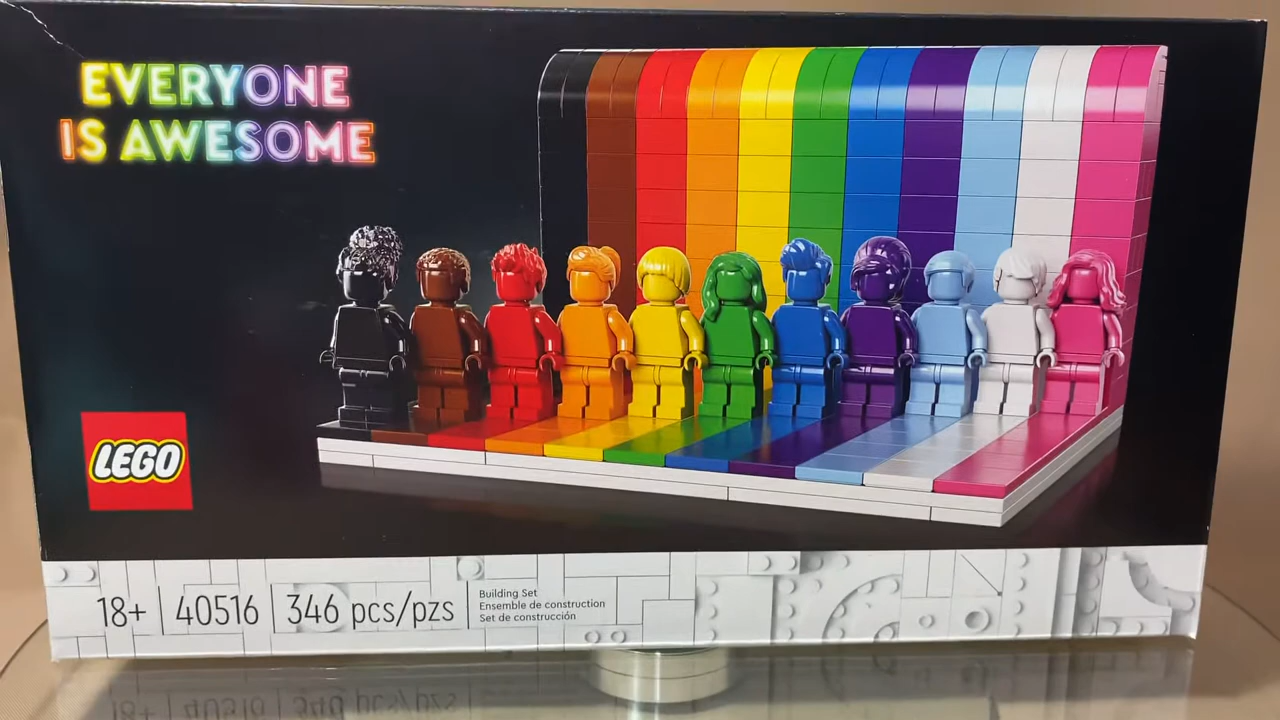 EVERYONE
IS AWESOME
LEGO
18+ | 40516 | 346 pcs/pzs
Building Set
Ensemble de construction
Set de construcción